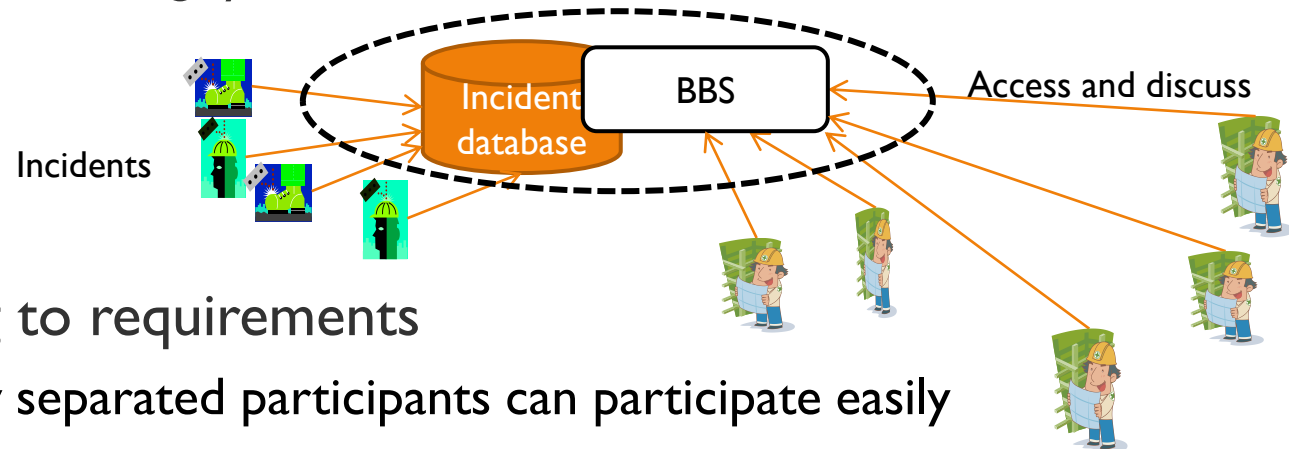 Incidents
Incident
database
BBS
Access and discuss
to requirements
separated participants can participate easily